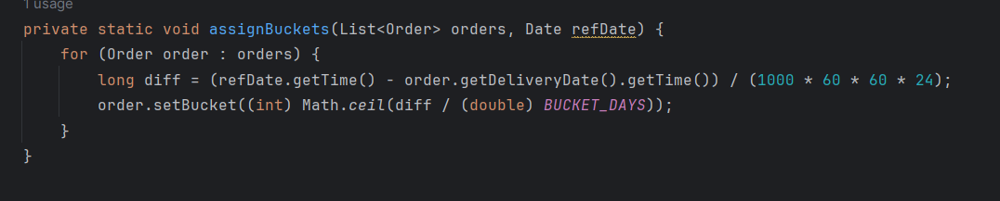 1 usage
private static void assignBuckets(List<Order> orders, Date refDate) {
for (Order order : orders) {
long diff = (refDate.getTime() - order.getDeliveryDate().getTime()) / (1000 * 60 * 60 * 24);
order.setBucket((int) Math.ceil(diff / (double) BUCKET_DAYS));
}
}